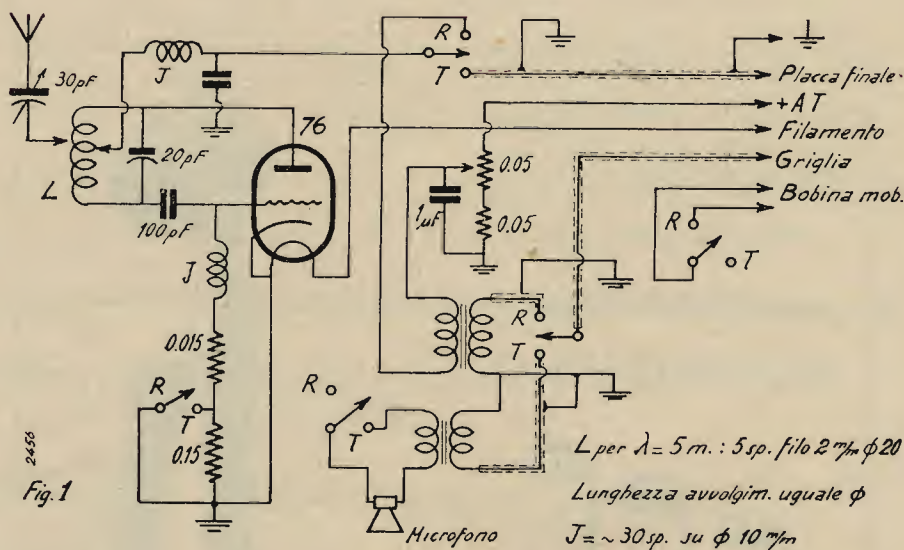 30pF
J
R
T
Placca finale
+AT
Filamento
Griglia
Bobina mob.
76
20pF
L
100pF
0.05
1µF
0.05
R
T
J
R
T
0.015
R
T
0.15
R
T
2456
Fig. 1
Microfono
L per λ = 5 m. : 5 sp. filo 2 m/m ϕ 20
Lunghezza avvolgim. uguale ϕ
J = ~ 30 sp. su ϕ 10 m/m